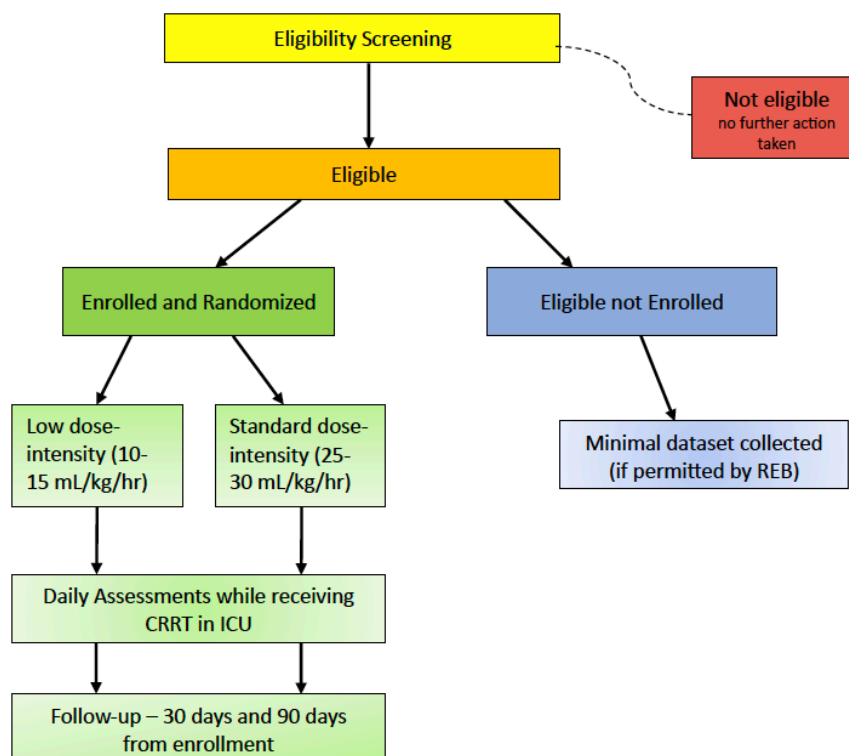 Eligibility Screening
Not eligible
no further action
taken
Eligible
Enrolled and Randomized
Eligible not Enrolled
Low dose-
intensity (10-
15 mL/kg/hr)
Standard dose-
intensity (25-
30 mL/kg/hr)
Minimal dataset collected
(if permitted by REB)
Daily Assessments while receiving
CRRT in ICU
Follow-up – 30 days and 90 days
from enrollment